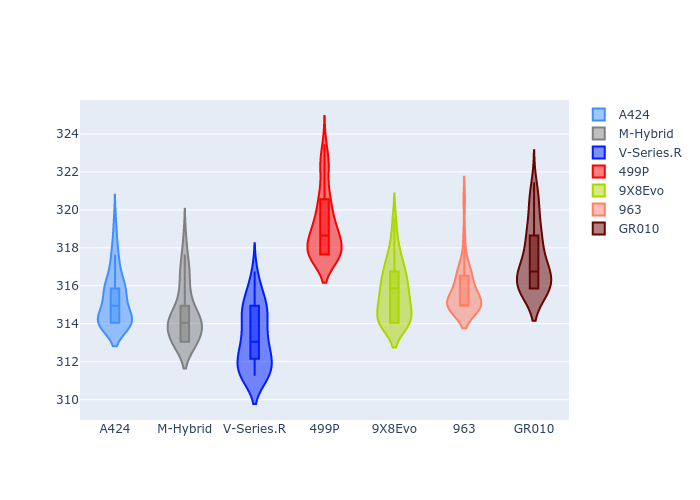 324
322
320
318
316
314
312
310
A424
M-Hybrid
V-Series.R
499P
9X8Evo
963
GR010
A424
M-Hybrid
V-Series.R
499P
9X8Evo
963
GR010